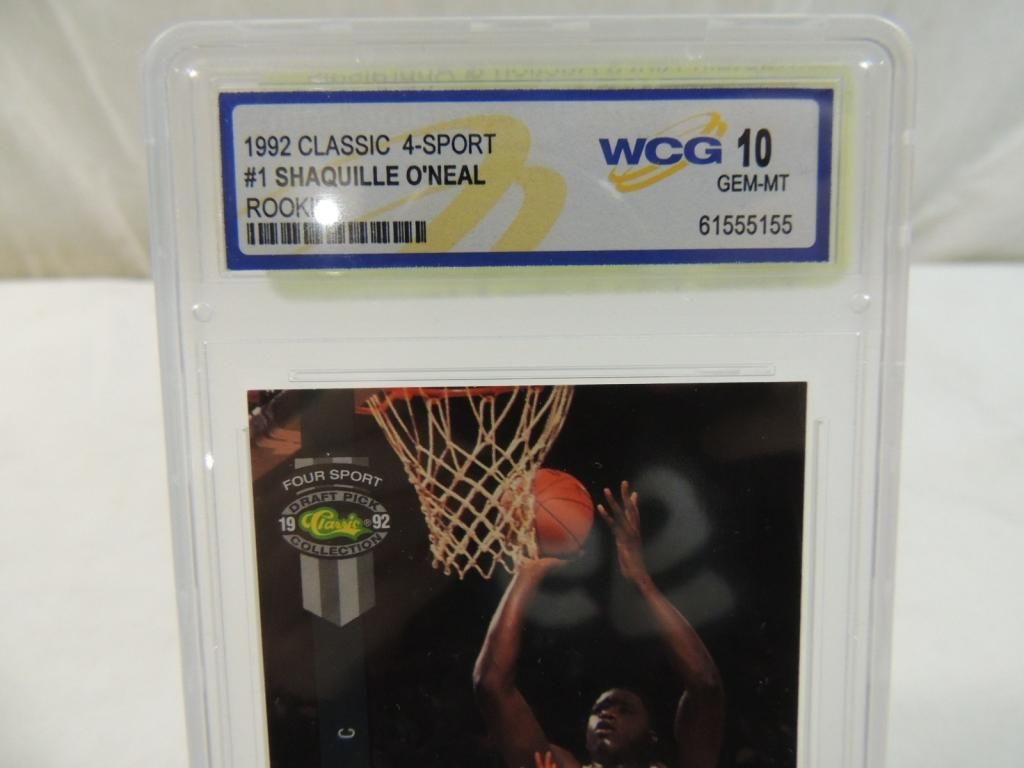 1992 CLASSIC 4-SPORT
#1 SHAQUILLE O'NEAL
ROOKIE
WCG 10
GEM-MT
61555155
FOUR SPORT
DRAFT PICK
19 Classic® 92
COLLECTION
C